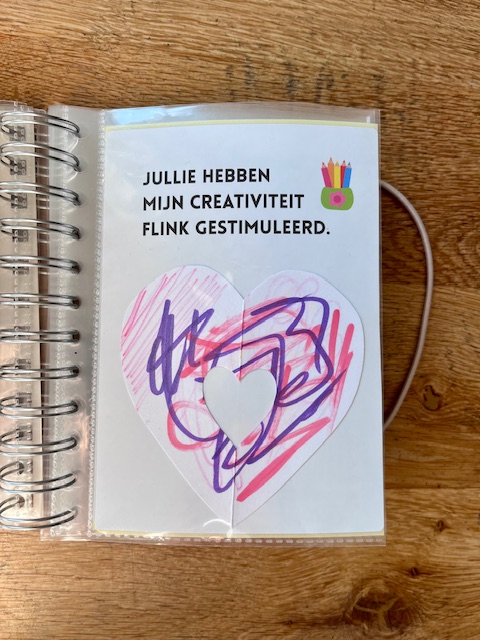 JULLIE HEBBEN
MIJN CREATIVITEIT
FLINK GESTIMULEERD.